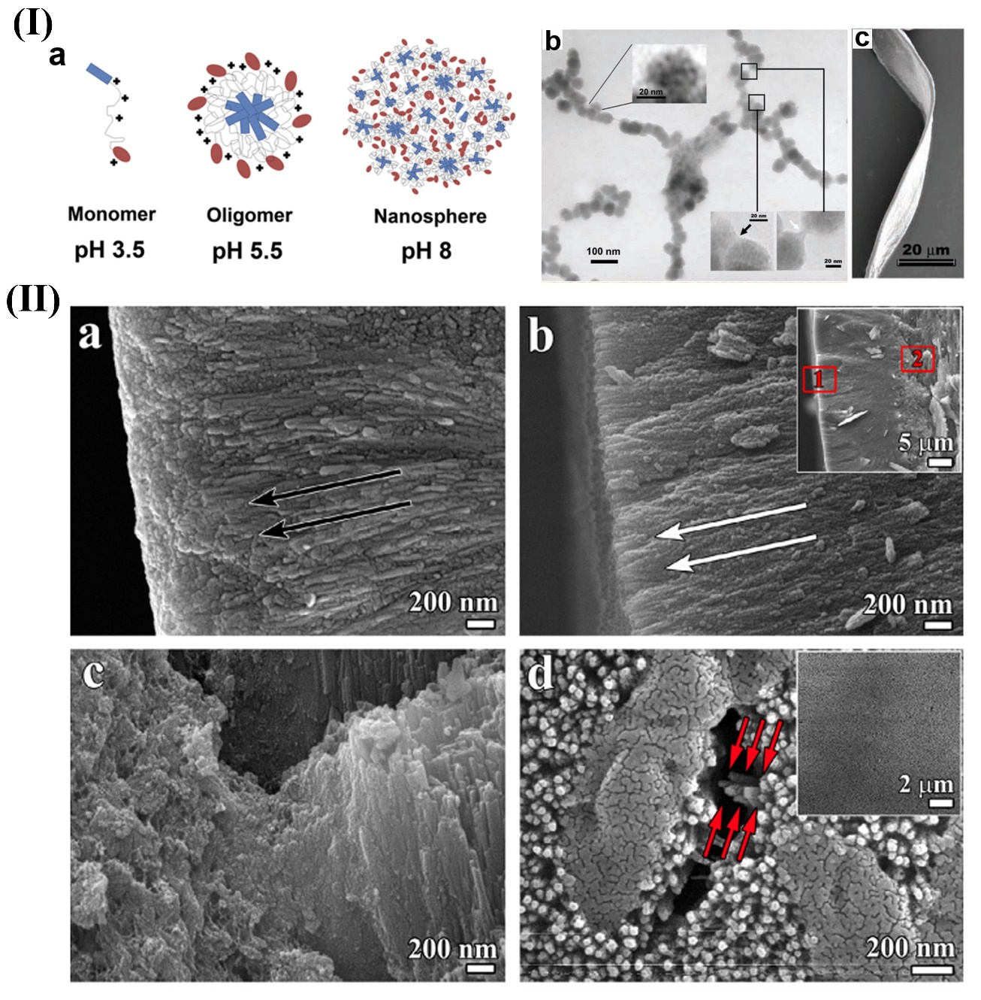 (I)
a
Monomer
pH 3.5
Oligomer
pH 5.5
Nanosphere
pH 8
b
20 nm
100 nm
20 nm
20 nm
c
20 µm
(II)
a
200 nm
b
1
2
5 µm
200 nm
c
200 nm
d
2 µm
200 nm